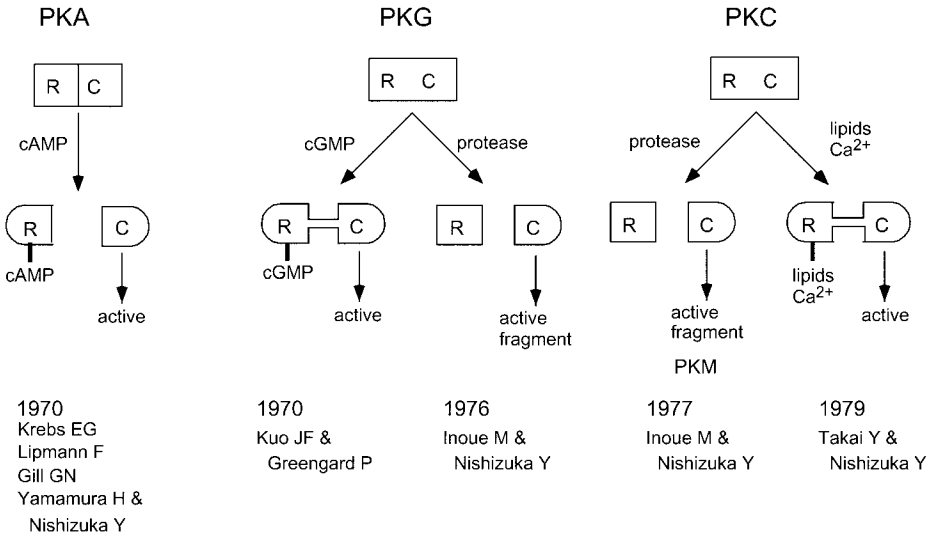 PKA
PKG
PKC
R C
R C
R C
cAMP
cGMP
protease
protease
lipids
Ca2+
R
C
R
C
R
C
R
C
R
C
cAMP
cGMP
lipids
Ca2+
active
active
active
fragment
active
fragment
active
PKM
1970
Krebs EG
Lipmann F
Gill GN
Yamamura H &
Nishizuka Y
1970
Kuo JF &
Greengard P
1976
Inoue M &
Nishizuka Y
1977
Inoue M &
Nishizuka Y
1979
Takai Y &
Nishizuka Y